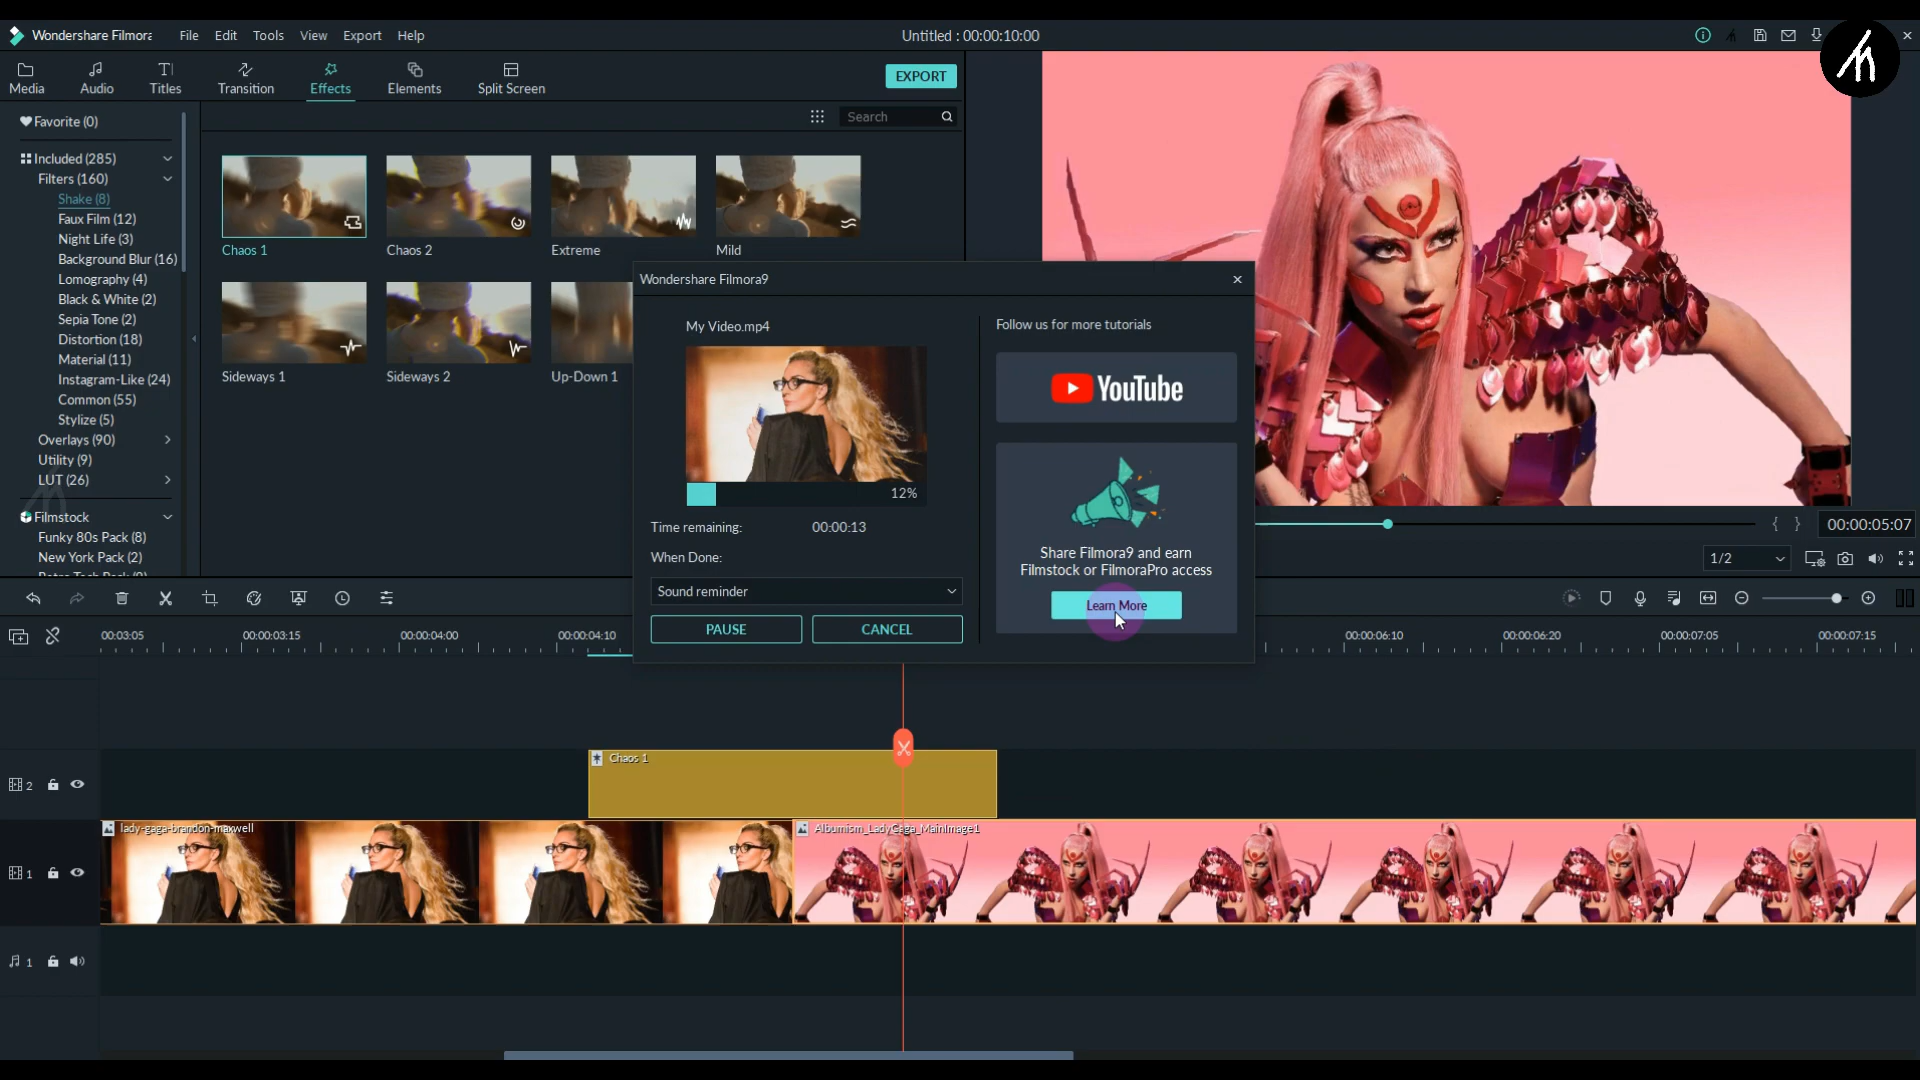 Wondershare Filmora
File Edit Tools View Export Help
Untitled : 00:00:10:00
Media
Audio
Titles
Transition
Effects
Elements
Split Screen
EXPORT
Favorite (0)
Search
Included (285)
Filters (160)
Shake (8)
Faux Film (12)
Night Life (3)
Background Blur (16)
Lomography (4)
Black & White (2)
Sepia Tone (2)
Distortion (18)
Material (11)
Instagram-Like (24)
Common (55)
Stylize (5)
Overlays (90)
Utility (9)
LUT (26)
Filmstock
Funky 80s Pack (8)
New York Pack (2)
Chaos 1
Chaos 2
Extreme
Mild
Sideways 1
Sideways 2
Up-Down 1
Wondershare Filmora9
My Video.mp4
12%
Time remaining: 00:00:13
When Done:
Sound reminder
PAUSE
CANCEL
Follow us for more tutorials
YouTube
Share Filmora9 and earn
Filmstock or FilmoraPro access
Learn More
00:00:05:07
1/2
00:03:05
00:00:03:15
00:00:04:00
00:00:04:10
00:00:06:10
00:00:06:20
00:00:07:05
00:00:07:15
Chaos 1
2
lady-gaga-brandon-maxwell
Albumism_LadyGaga_MainImage1
1
1